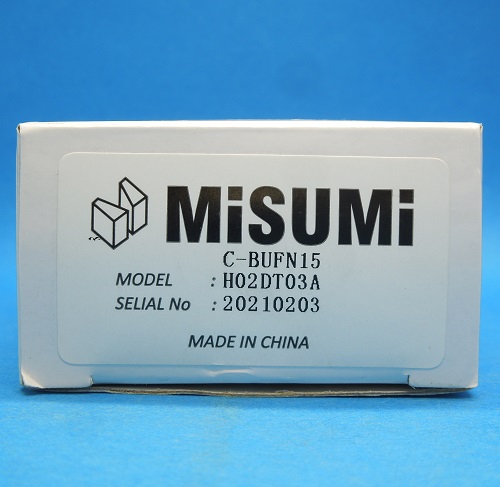 MiSUMi
C-BUFN15
MODEL : H02DT03A
SELIAL No : 20210203
MADE IN CHINA